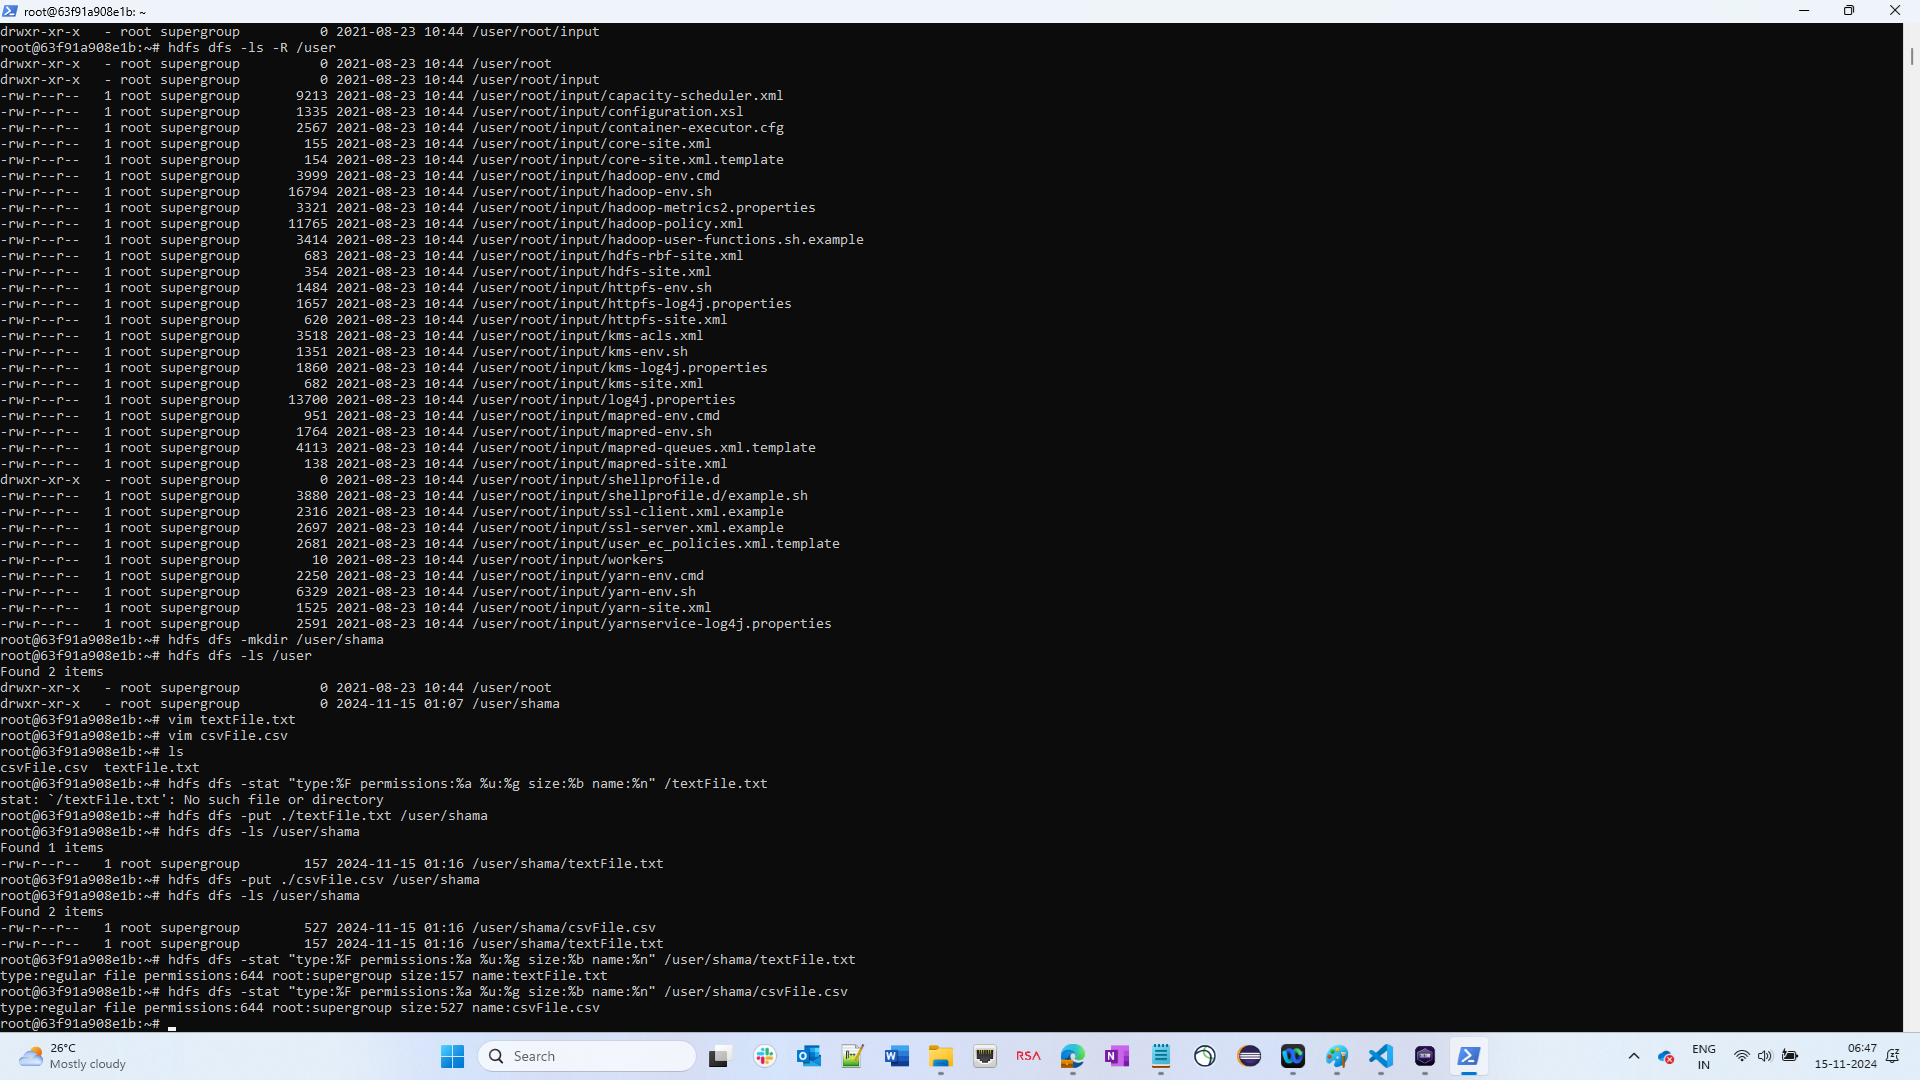 root@63f91a908e1b: ~
drwxr-xr-x   - root supergroup          0 2021-08-23 10:44 /user/root/input
root@63f91a908e1b:~# hdfs dfs -ls -R /user
drwxr-xr-x   - root supergroup          0 2021-08-23 10:44 /user/root
drwxr-xr-x   - root supergroup          0 2021-08-23 10:44 /user/root/input
-rw-r--r--   1 root supergroup       9213 2021-08-23 10:44 /user/root/input/capacity-scheduler.xml
-rw-r--r--   1 root supergroup       1335 2021-08-23 10:44 /user/root/input/configuration.xsl
-rw-r--r--   1 root supergroup       2567 2021-08-23 10:44 /user/root/input/container-executor.cfg
-rw-r--r--   1 root supergroup        155 2021-08-23 10:44 /user/root/input/core-site.xml
-rw-r--r--   1 root supergroup        154 2021-08-23 10:44 /user/root/input/core-site.xml.template
-rw-r--r--   1 root supergroup       3999 2021-08-23 10:44 /user/root/input/hadoop-env.cmd
-rw-r--r--   1 root supergroup      16794 2021-08-23 10:44 /user/root/input/hadoop-env.sh
-rw-r--r--   1 root supergroup       3321 2021-08-23 10:44 /user/root/input/hadoop-metrics2.properties
-rw-r--r--   1 root supergroup      11765 2021-08-23 10:44 /user/root/input/hadoop-policy.xml
-rw-r--r--   1 root supergroup       3414 2021-08-23 10:44 /user/root/input/hadoop-user-functions.sh.example
-rw-r--r--   1 root supergroup        683 2021-08-23 10:44 /user/root/input/hdfs-rbf-site.xml
-rw-r--r--   1 root supergroup        354 2021-08-23 10:44 /user/root/input/hdfs-site.xml
-rw-r--r--   1 root supergroup       1484 2021-08-23 10:44 /user/root/input/httpfs-env.sh
-rw-r--r--   1 root supergroup       1657 2021-08-23 10:44 /user/root/input/httpfs-log4j.properties
-rw-r--r--   1 root supergroup        620 2021-08-23 10:44 /user/root/input/httpfs-site.xml
-rw-r--r--   1 root supergroup       3518 2021-08-23 10:44 /user/root/input/kms-acls.xml
-rw-r--r--   1 root supergroup       1351 2021-08-23 10:44 /user/root/input/kms-env.sh
-rw-r--r--   1 root supergroup       1860 2021-08-23 10:44 /user/root/input/kms-log4j.properties
-rw-r--r--   1 root supergroup        682 2021-08-23 10:44 /user/root/input/kms-site.xml
-rw-r--r--   1 root supergroup      13700 2021-08-23 10:44 /user/root/input/log4j.properties
-rw-r--r--   1 root supergroup        951 2021-08-23 10:44 /user/root/input/mapred-env.cmd
-rw-r--r--   1 root supergroup       1764 2021-08-23 10:44 /user/root/input/mapred-env.sh
-rw-r--r--   1 root supergroup       4113 2021-08-23 10:44 /user/root/input/mapred-queues.xml.template
-rw-r--r--   1 root supergroup        138 2021-08-23 10:44 /user/root/input/mapred-site.xml
drwxr-xr-x   - root supergroup          0 2021-08-23 10:44 /user/root/input/shellprofile.d
-rw-r--r--   1 root supergroup       3880 2021-08-23 10:44 /user/root/input/shellprofile.d/example.sh
-rw-r--r--   1 root supergroup       2316 2021-08-23 10:44 /user/root/input/ssl-client.xml.example
-rw-r--r--   1 root supergroup       2697 2021-08-23 10:44 /user/root/input/ssl-server.xml.example
-rw-r--r--   1 root supergroup       2681 2021-08-23 10:44 /user/root/input/user_ec_policies.xml.template
-rw-r--r--   1 root supergroup         10 2021-08-23 10:44 /user/root/input/workers
-rw-r--r--   1 root supergroup       2250 2021-08-23 10:44 /user/root/input/yarn-env.cmd
-rw-r--r--   1 root supergroup       6329 2021-08-23 10:44 /user/root/input/yarn-env.sh
-rw-r--r--   1 root supergroup       1525 2021-08-23 10:44 /user/root/input/yarn-site.xml
-rw-r--r--   1 root supergroup       2591 2021-08-23 10:44 /user/root/input/yarnservice-log4j.properties
root@63f91a908e1b:~# hdfs dfs -mkdir /user/shama
root@63f91a908e1b:~# hdfs dfs -ls /user
Found 2 items
drwxr-xr-x   - root supergroup          0 2021-08-23 10:44 /user/root
drwxr-xr-x   - root supergroup          0 2024-11-15 01:07 /user/shama
root@63f91a908e1b:~# vim textFile.txt
root@63f91a908e1b:~# vim csvFile.csv
root@63f91a908e1b:~# ls
csvFile.csv  textFile.txt
root@63f91a908e1b:~# hdfs dfs -stat "type:%F permissions:%a %u:%g size:%b name:%n" /textFile.txt
stat: `/textFile.txt': No such file or directory
root@63f91a908e1b:~# hdfs dfs -put ./textFile.txt /user/shama
root@63f91a908e1b:~# hdfs dfs -ls /user/shama
Found 1 items
-rw-r--r--   1 root supergroup        157 2024-11-15 01:16 /user/shama/textFile.txt
root@63f91a908e1b:~# hdfs dfs -put ./csvFile.csv /user/shama
root@63f91a908e1b:~# hdfs dfs -ls /user/shama
Found 2 items
-rw-r--r--   1 root supergroup        527 2024-11-15 01:16 /user/shama/csvFile.csv
-rw-r--r--   1 root supergroup        157 2024-11-15 01:16 /user/shama/textFile.txt
root@63f91a908e1b:~# hdfs dfs -stat "type:%F permissions:%a %u:%g size:%b name:%n" /user/shama/textFile.txt
type:regular file permissions:644 root:supergroup size:157 name:textFile.txt
root@63f91a908e1b:~# hdfs dfs -stat "type:%F permissions:%a %u:%g size:%b name:%n" /user/shama/csvFile.csv
type:regular file permissions:644 root:supergroup size:527 name:csvFile.csv
root@63f91a908e1b:~#
26°C
Mostly cloudy
Search
RSA
ENG
IN
06:47
15-11-2024